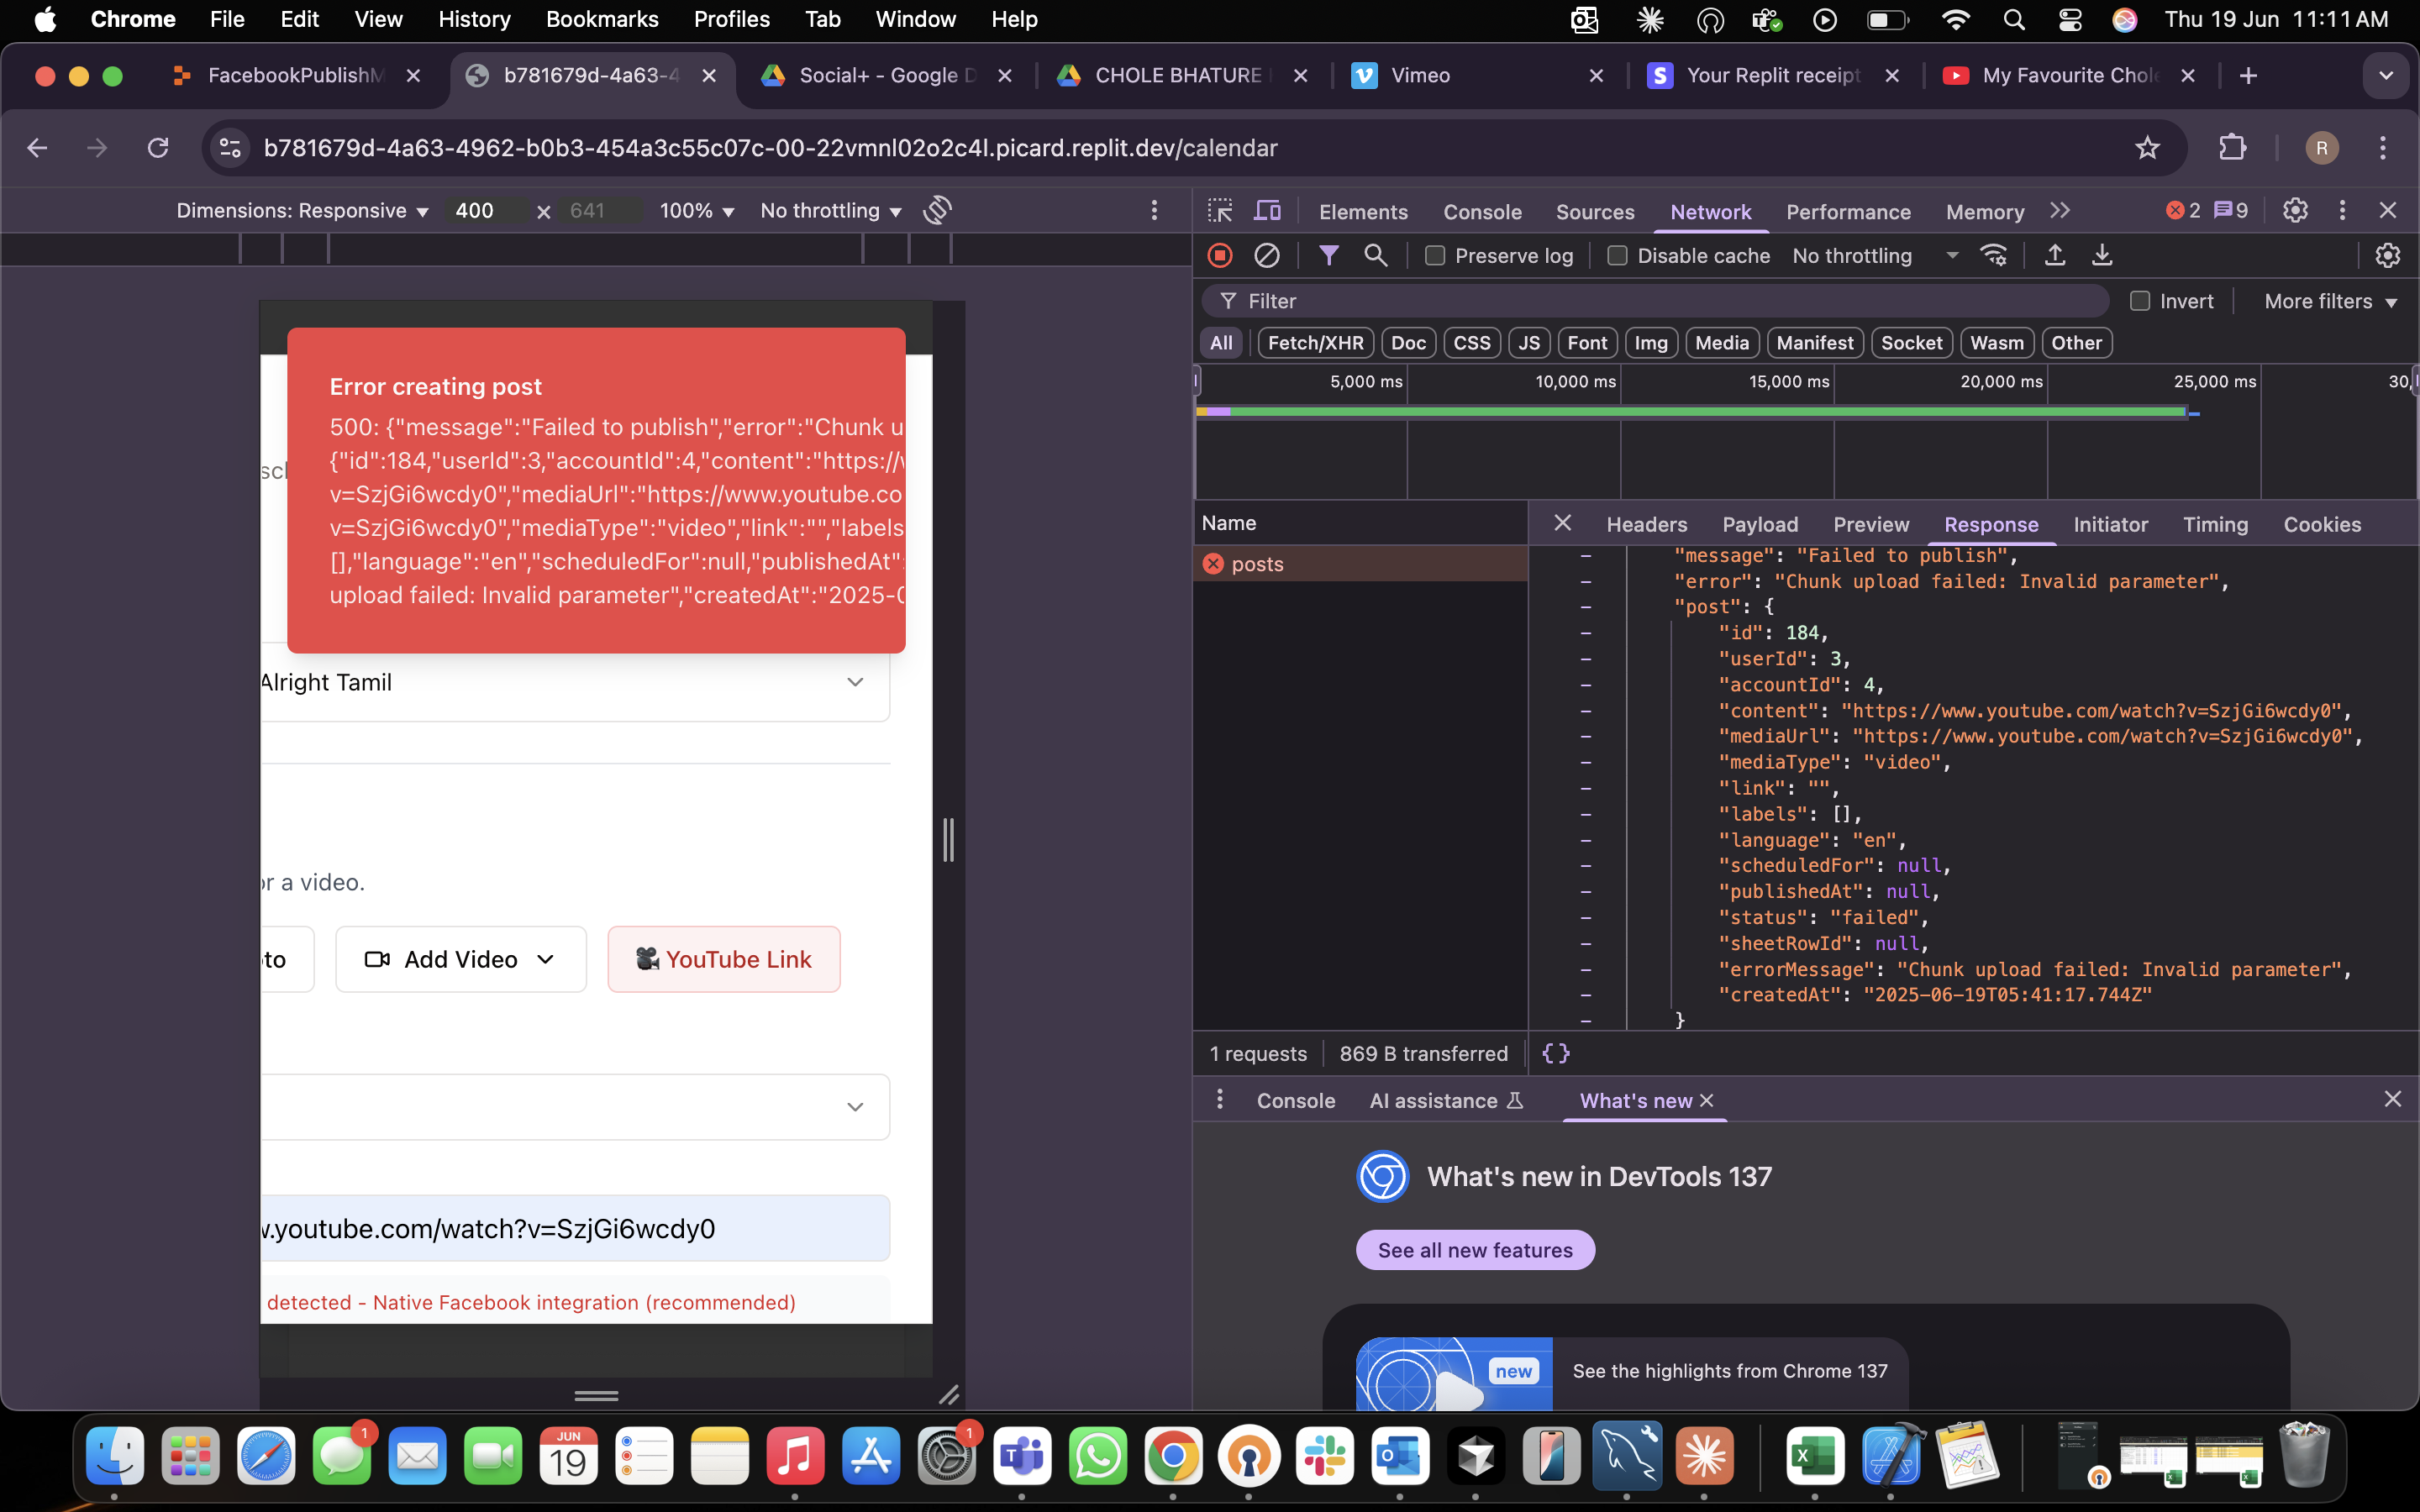 Chrome File Edit View History Bookmarks Profiles Tab Window Help
Thu 19 Jun 11:11 AM
FacebookPublishM
b781679d-4a63-4
Social+ - Google D
CHOLE BHATURE
Vimeo
Your Replit receipt
My Favourite Chol
b781679d-4a63-4962-b0b3-454a3c55c07c-00-22vmnl02o2c4l.picard.replit.dev/calendar
R
Dimensions: Responsive 400 x 641 100% No throttling
Error creating post
500: {"message":"Failed to publish","error":"Chunk u
{"id":184,"userId":3,"accountId":4,"content":"https://w
v=SzjGi6wcdy0","mediaUrl":"https://www.youtube.co
v=SzjGi6wcdy0","mediaType":"video","link":"","labels
[],"language":"en","scheduledFor":null,"publishedAt":
upload failed: Invalid parameter","createdAt":"2025-0
scl
Alright Tamil
or a video.
to
Add Video
YouTube Link
w.youtube.com/watch?v=SzjGi6wcdy0
detected - Native Facebook integration (recommended)
Elements Console Sources Network Performance Memory 2 9
Preserve log Disable cache No throttling
Filter Invert More filters
All Fetch/XHR Doc CSS JS Font Img Media Manifest Socket Wasm Other
5,000 ms 10,000 ms 15,000 ms 20,000 ms 25,000 ms 30,
Name
posts
Headers Payload Preview Response Initiator Timing Cookies
"message": "Failed to publish",
"error": "Chunk upload failed: Invalid parameter",
"post": {
"id": 184,
"userId": 3,
"accountId": 4,
"content": "https://www.youtube.com/watch?v=SzjGi6wcdy0",
"mediaUrl": "https://www.youtube.com/watch?v=SzjGi6wcdy0",
"mediaType": "video",
"link": "",
"labels": [],
"language": "en",
"scheduledFor": null,
"publishedAt": null,
"status": "failed",
"sheetRowId": null,
"errorMessage": "Chunk upload failed: Invalid parameter",
"createdAt": "2025-06-19T05:41:17.744Z"
}
1 requests 869 B transferred { }
Console AI assistance What's new
What's new in DevTools 137
See all new features
new
See the highlights from Chrome 137
1
JUN
19
1